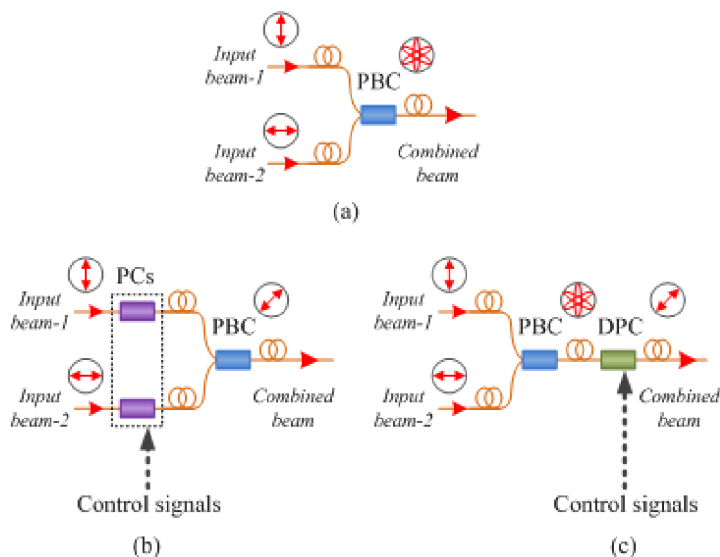 Input
beam-1
PBC
Input
beam-2
Combined
beam
(a)
PCs
Input
beam-1
PBC
Input
beam-2
Combined
beam
Control signals
(b)
Input
beam-1
PBC
DPC
Input
beam-2
Combined
beam
Control signals
(c)